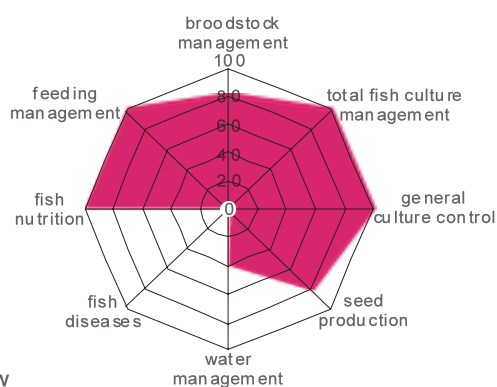 broodstock
management
100
80
60
40
20
0
total fish culture
management
general
culture control
seed
production
water
management
fish
diseases
fish
nutrition
feeding
management
w